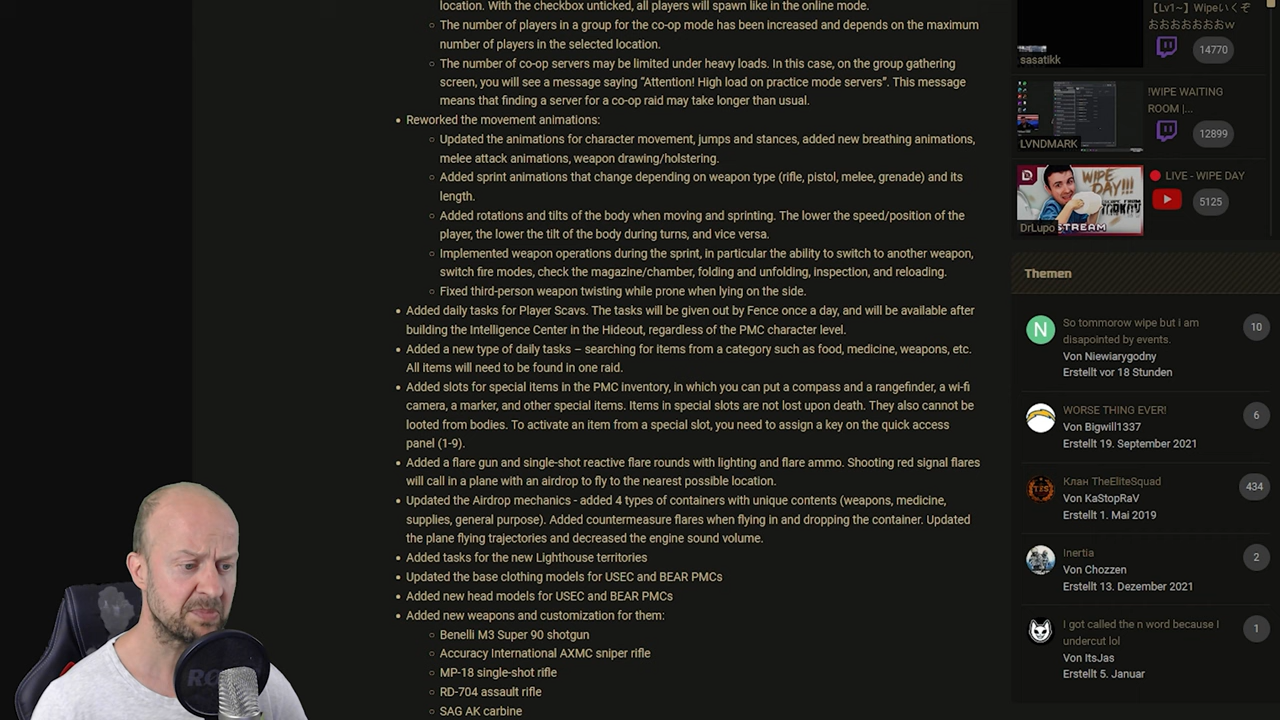 location. With the checkbox unticked, all players will spawn like in the online mode.
The number of players in a group for the co-op mode has been increased and depends on the maximum
number of players in the selected location.
The number of co-op servers may be limited under heavy loads. In this case, on the group gathering
screen, you will see a message saying “Attention! High load on practice mode servers”. This message
means that finding a server for a co-op raid may take longer than usual.
Reworked the movement animations:
Updated the animations for character movement, jumps and stances, added new breathing animations,
melee attack animations, weapon drawing/holstering.
Added sprint animations that change depending on weapon type (rifle, pistol, melee, grenade) and its
length.
Added rotations and tilts of the body when moving and sprinting. The lower the speed/position of the
player, the lower the tilt of the body during turns, and vice versa.
Implemented weapon operations during the sprint, in particular the ability to switch to another weapon,
switch fire modes, check the magazine/chamber, folding and unfolding, inspection, and reloading.
Fixed third-person weapon twisting while prone when lying on the side.
Added daily tasks for Player Scavs. The tasks will be given out by Fence once a day, and will be available after
building the Intelligence Center in the Hideout, regardless of the PMC character level.
Added a new type of daily tasks – searching for items from a category such as food, medicine, weapons, etc.
All items will need to be found in one raid.
Added slots for special items in the PMC inventory, in which you can put a compass and a rangefinder, a wi-fi
camera, a marker, and other special items. Items in special slots are not lost upon death. They also cannot be
looted from bodies. To activate an item from a special slot, you need to assign a key on the quick access
panel (1-9).
Added a flare gun and single-shot reactive flare rounds with lighting and flare ammo. Shooting red signal flares
will call in a plane with an airdrop to fly to the nearest possible location.
Updated the Airdrop mechanics - added 4 types of containers with unique contents (weapons, medicine,
supplies, general purpose). Added countermeasure flares when flying in and dropping the container. Updated
the plane flying trajectories and decreased the engine sound volume.
Added tasks for the new Lighthouse territories
Updated the base clothing models for USEC and BEAR PMCs
Added new head models for USEC and BEAR PMCs
Added new weapons and customization for them:
Benelli M3 Super 90 shotgun
Accuracy International AXMC sniper rifle
MP-18 single-shot rifle
RD-704 assault rifle
SAG AK carbine
【Lv1~】Wipeいくぞ
おおおおおおおw
14770
sasatikk
!WIPE WAITING
ROOM |...
12899
LVNDMARK
LIVE - WIPE DAY
5125
WIPE
DAY!!!
STREAM
DrLupo
Themen
So tommorow wipe but i am
disapointed by events.
Von Niewiarygodny
Erstellt vor 18 Stunden
10
N
WORSE THING EVER!
Von Bigwill1337
Erstellt 19. September 2021
6
Клан TheEliteSquad
Von KaStopRaV
Erstellt 1. Mai 2019
434
Inertia
Von Chozzen
Erstellt 13. Dezember 2021
2
I got called the n word because I
undercut lol
Von ItsJas
Erstellt 5. Januar
1